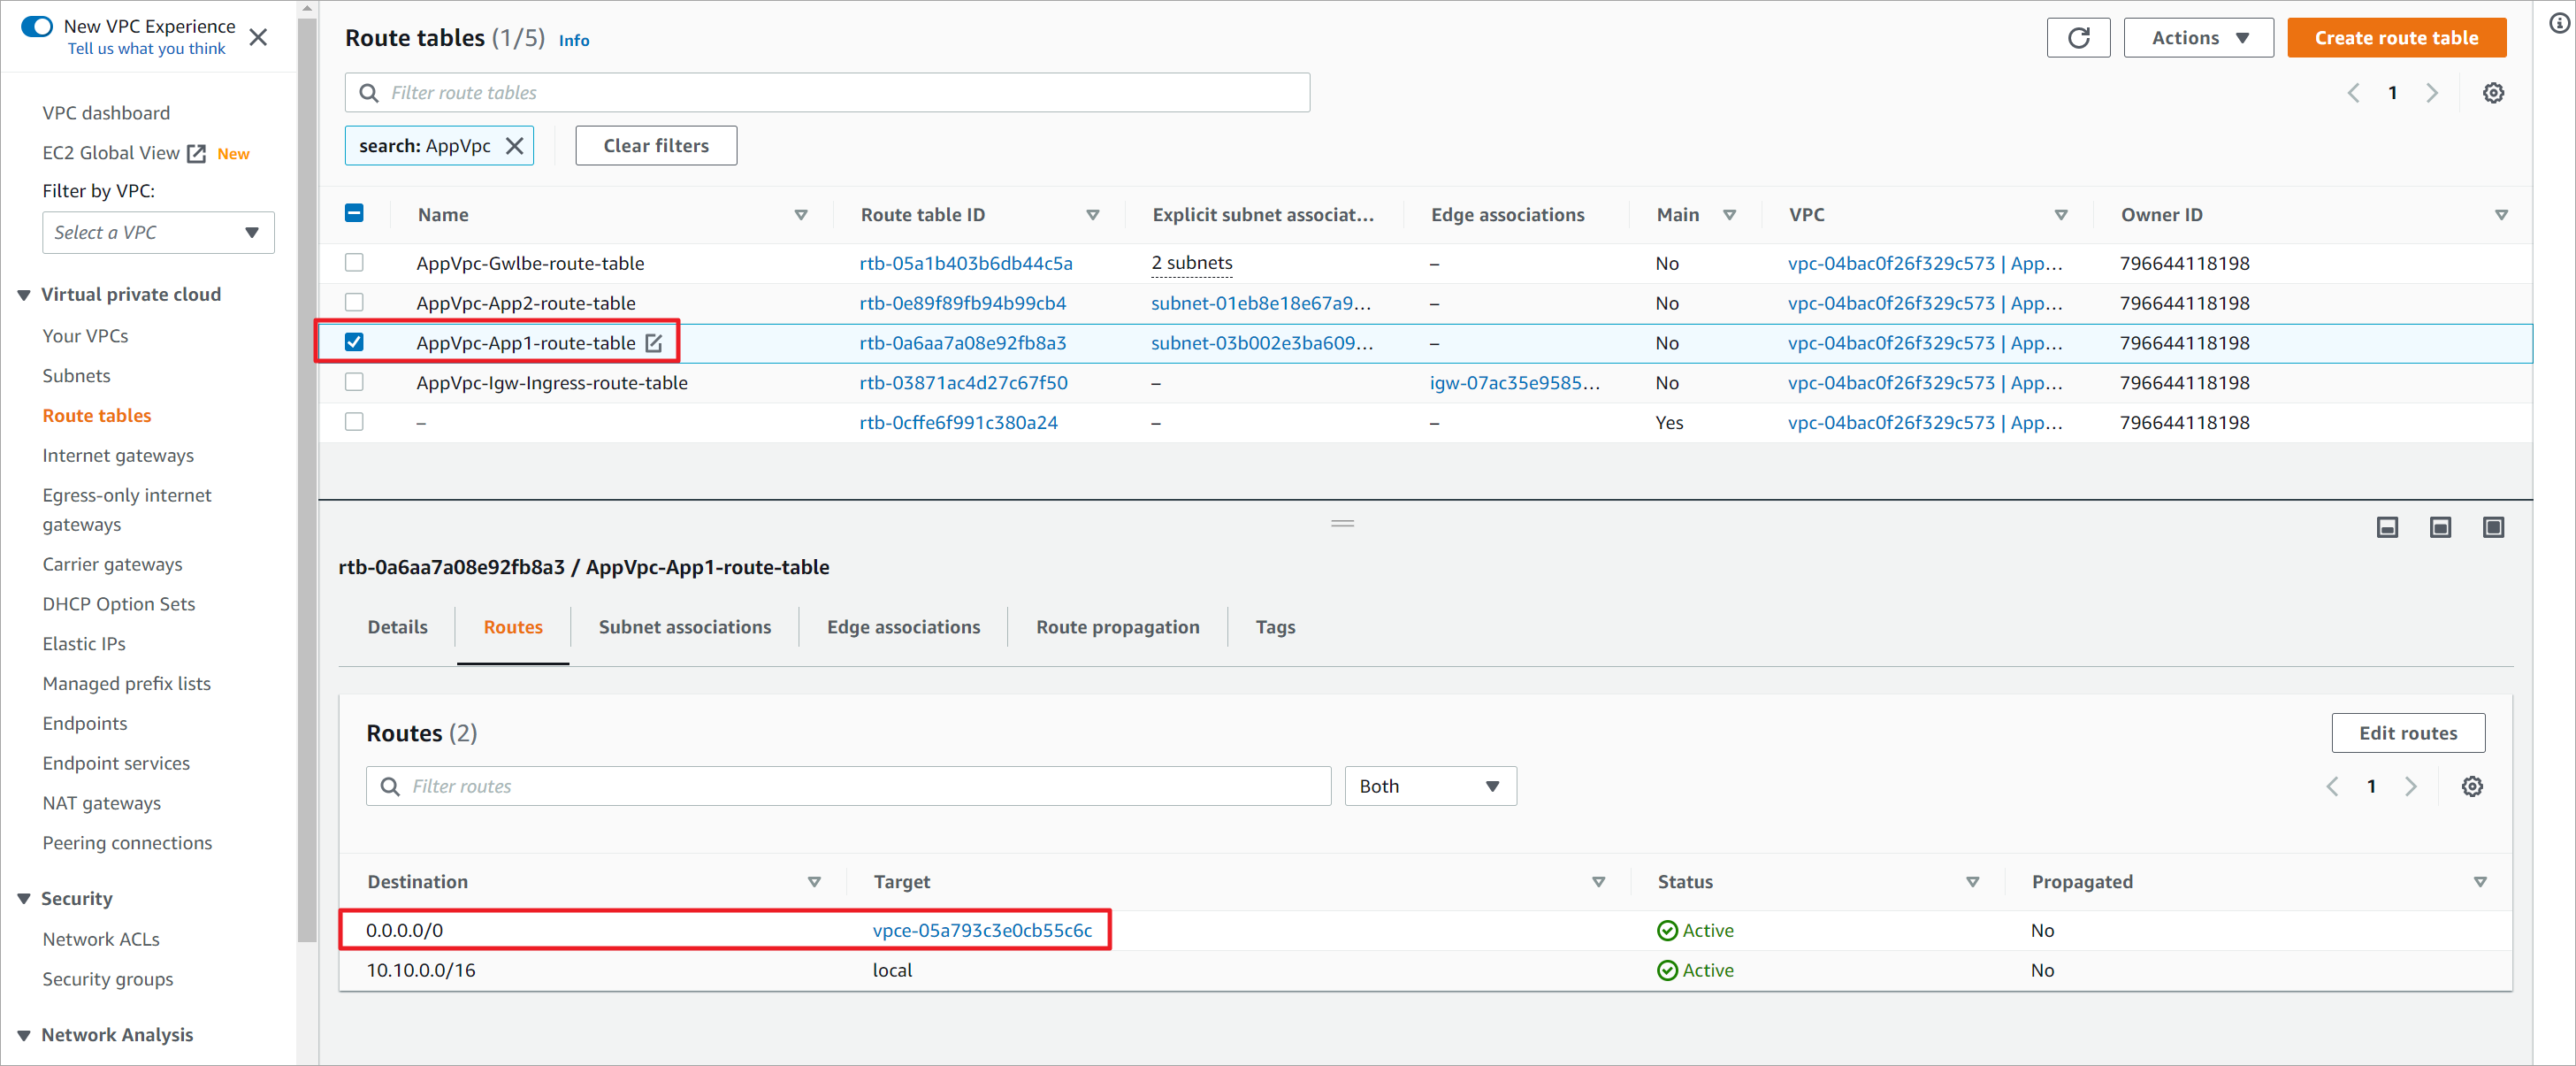 New VPC Experience
Tell us what you think
VPC dashboard
EC2 Global View New
Filter by VPC:
Select a VPC
Virtual private cloud
Your VPCs
Subnets
Route tables
Internet gateways
Egress-only internet
gateways
Carrier gateways
DHCP Option Sets
Elastic IPs
Managed prefix lists
Endpoints
Endpoint services
NAT gateways
Peering connections
Security
Network ACLs
Security groups
Network Analysis
Route tables (1/5) Info
Actions
Create route table
Filter route tables
1
search: AppVpc
Clear filters
Name Route table ID Explicit subnet associat... Edge associations Main VPC Owner ID
AppVpc-Gwlbe-route-table rtb-05a1b403b6db44c5a 2 subnets – No vpc-04bac0f26f329c573 | App... 796644118198
AppVpc-App2-route-table rtb-0e89f89fb94b99cb4 subnet-01eb8e18e67a9... – No vpc-04bac0f26f329c573 | App... 796644118198
AppVpc-App1-route-table rtb-0a6aa7a08e92fb8a3 subnet-03b002e3ba609... – No vpc-04bac0f26f329c573 | App... 796644118198
AppVpc-Igw-Ingress-route-table rtb-03871ac4d27c67f50 – igw-07ac35e9585... No vpc-04bac0f26f329c573 | App... 796644118198
– rtb-0cffe6f991c380a24 – – Yes vpc-04bac0f26f329c573 | App... 796644118198
rtb-0a6aa7a08e92fb8a3 / AppVpc-App1-route-table
Details Routes Subnet associations Edge associations Route propagation Tags
Routes (2)
Edit routes
Filter routes
Both
1
Destination Target Status Propagated
0.0.0.0/0 vpce-05a793c3e0cb55c6c Active No
10.10.0.0/16 local Active No